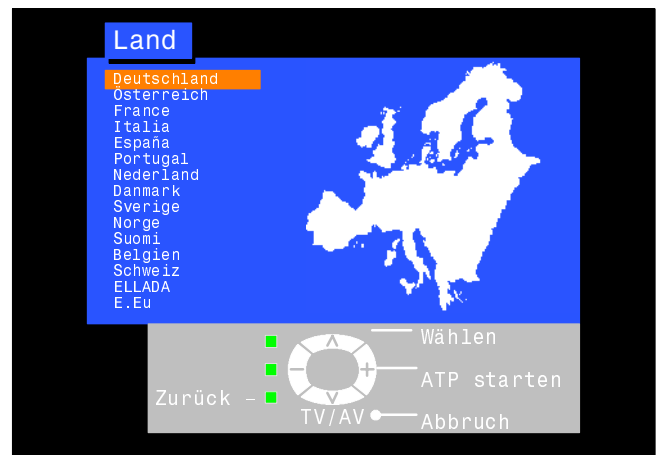 Land
Deutschland
Österreich
France
Italia
España
Portugal
Nederland
Danmark
Sverige
Norge
Suomi
Belgien
Schweiz
ELLADA
E.Eu
Wählen
ATP starten
Zurück –
TV/AV
Abbruch